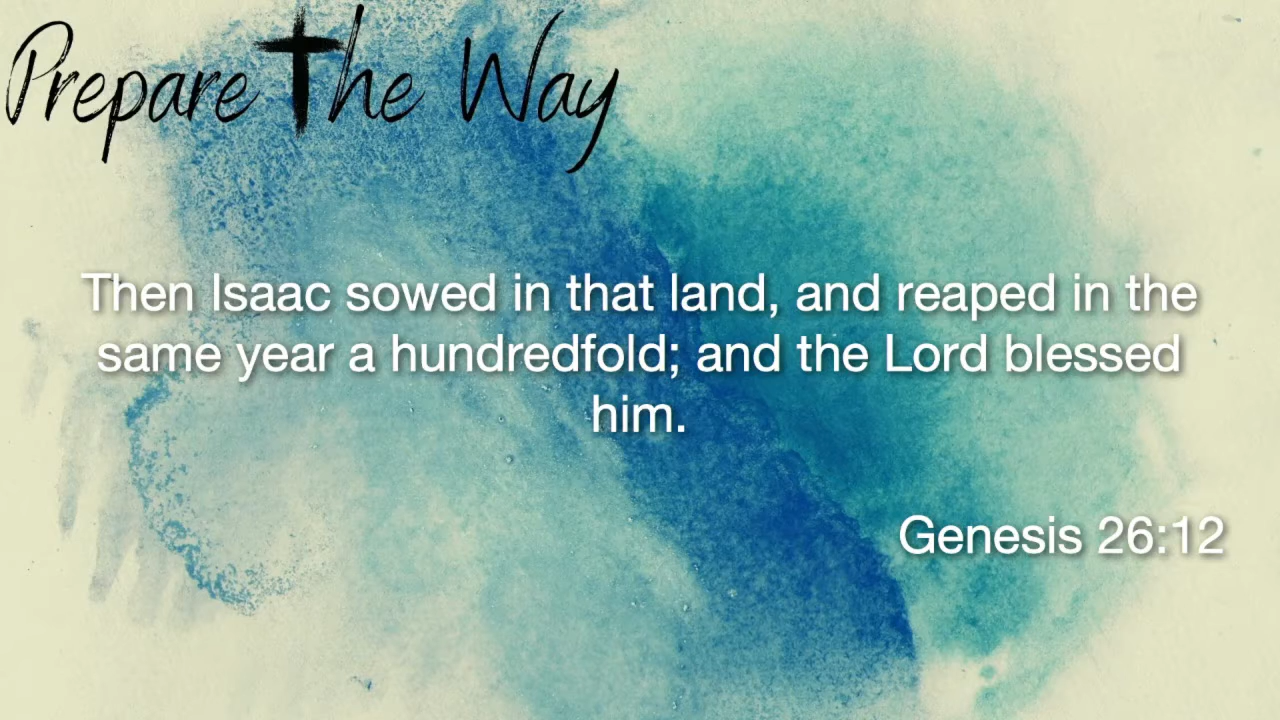 Prepare The Way
Then Isaac sowed in that land, and reaped in the
same year a hundredfold; and the Lord blessed
him.
Genesis 26:12